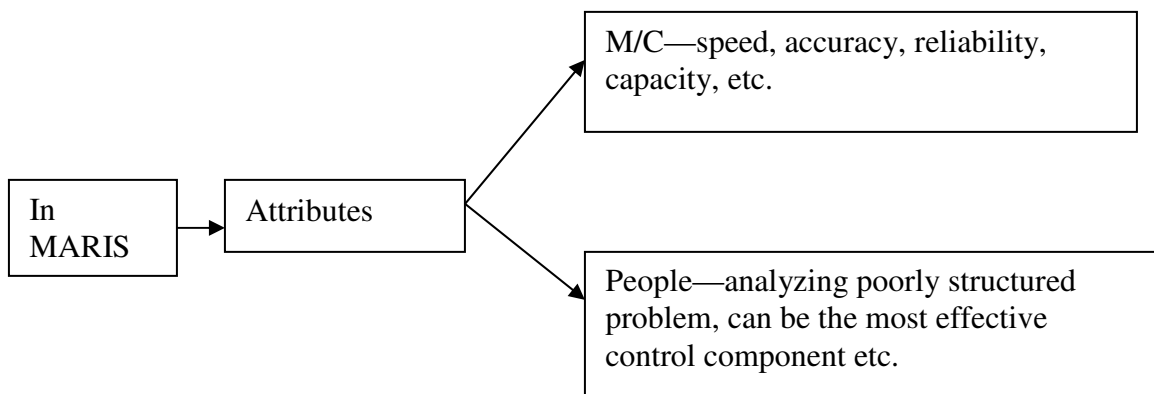 M/C—speed, accuracy, reliability,
capacity, etc.
In
MARIS
Attributes
People—analyzing poorly structured
problem, can be the most effective
control component etc.